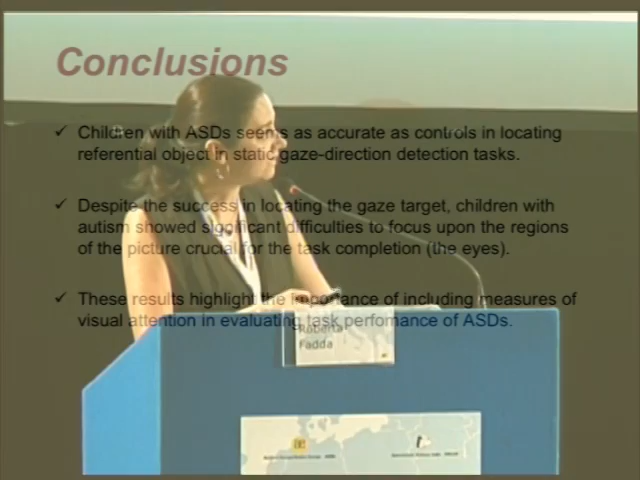 Conclusions
✓ Children with ASDs seems as accurate as controls in locating
referential object in static gaze-direction detection tasks.
✓ Despite the success in locating the gaze target, children with
autism showed significant difficulties to focus upon the regions
of the picture crucial for the task completion (the eyes).
✓ These results highlight the importance of including measures of
visual attention in evaluating task perfomance of ASDs.
Roberta
Fadda